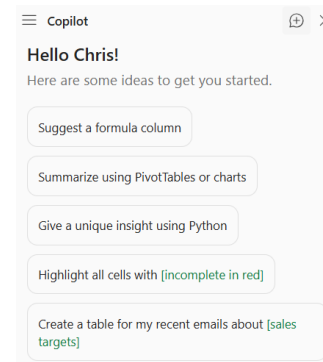 Copilot
Hello Chris!
Here are some ideas to get you started.
Suggest a formula column
Summarize using PivotTables or charts
Give a unique insight using Python
Highlight all cells with [incomplete in red]
Create a table for my recent emails about [sales
targets]